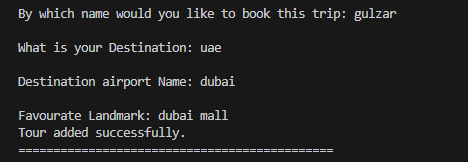 By which name would you like to book this trip: gulzar
What is your Destination: uae
Destination airport Name: dubai
Favourate Landmark: dubai mall
Tour added successfully.
=============================================